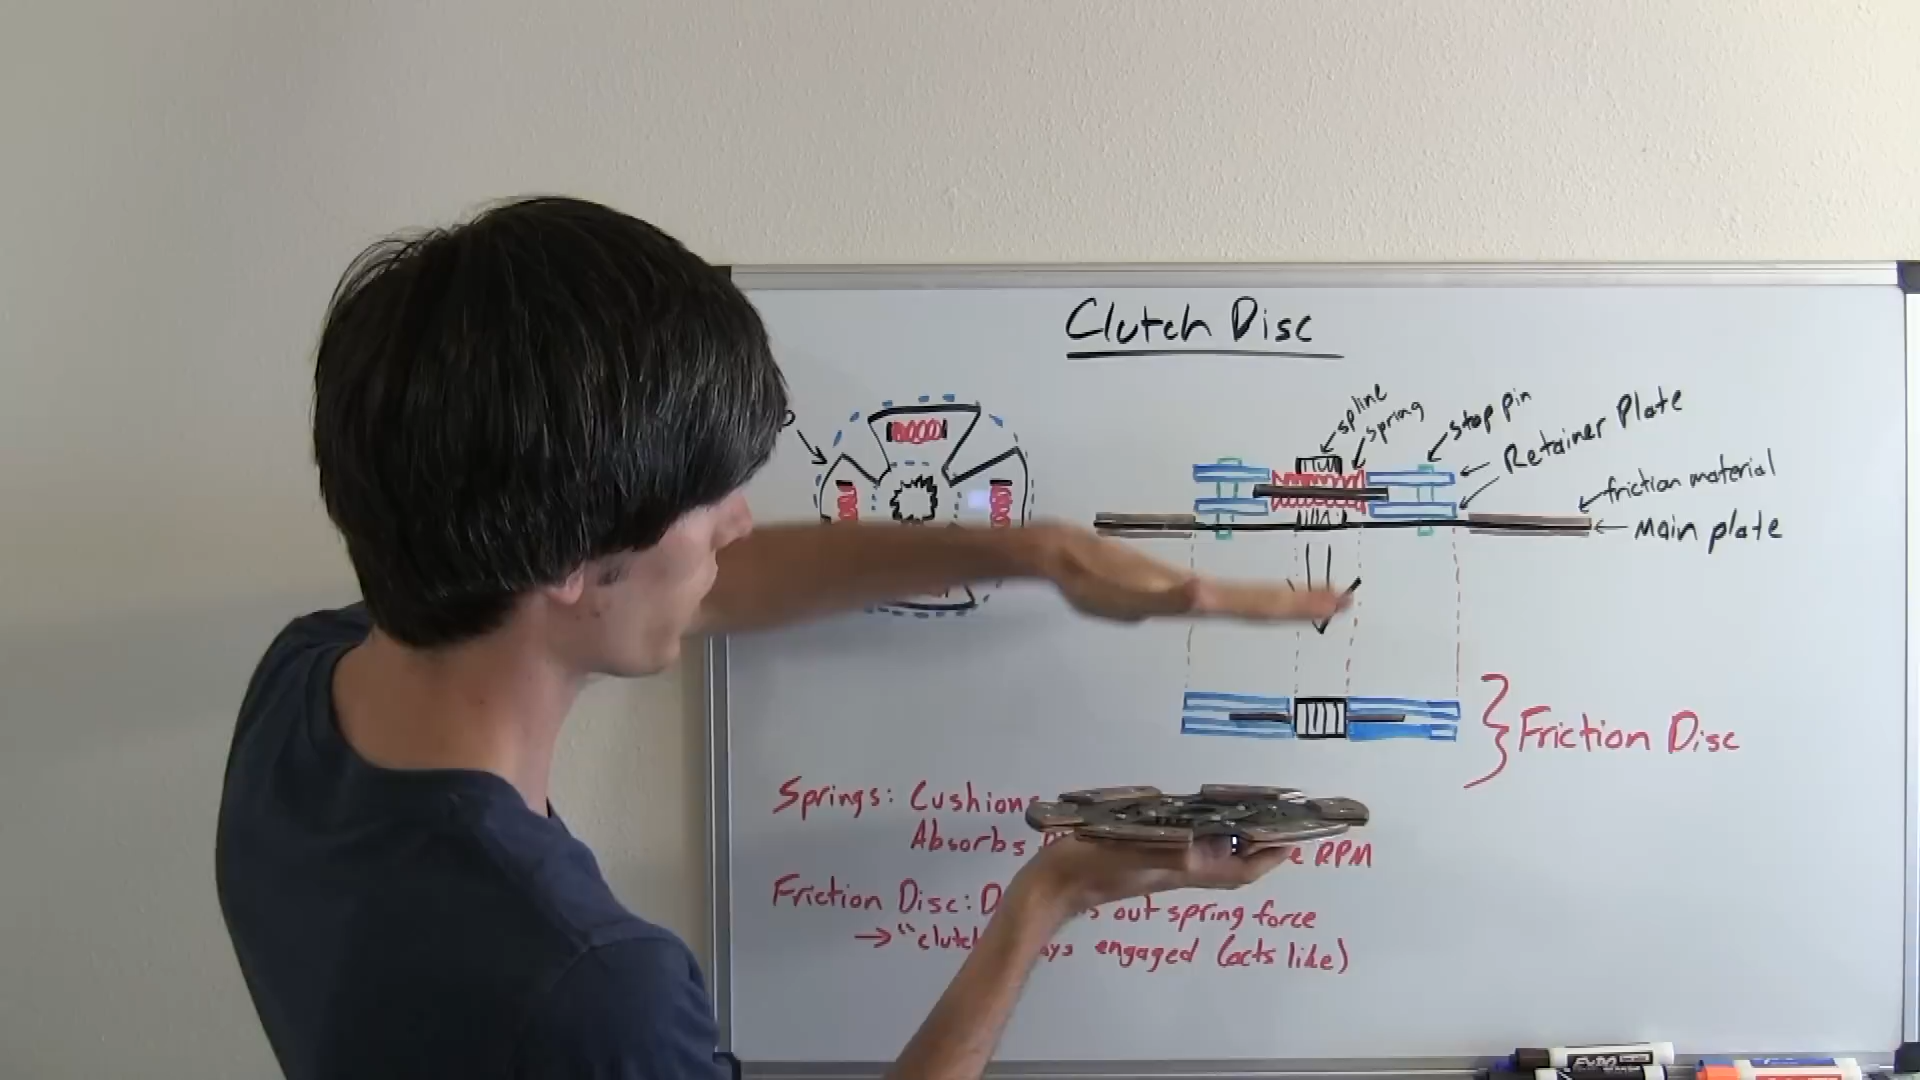 Clutch Disc
spline
spring
stop pin
Retainer Plate
friction material
Main plate
Friction Disc
Springs: Cushions
Absorbs RPM
Friction Disc: out spring force
→ "clutch engaged (acts like)
EXPO